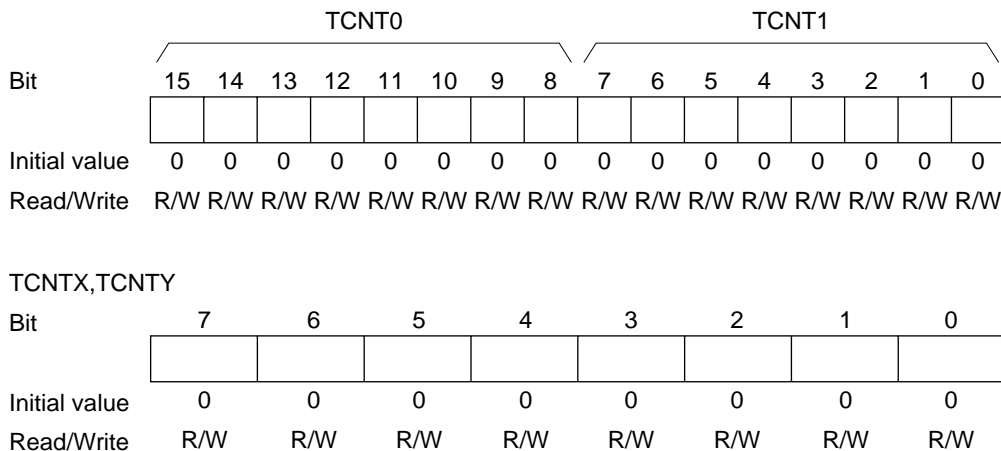 TCNT0 TCNT1
Bit 15 14 13 12 11 10 9 8 7 6 5 4 3 2 1 0
Initial value 0 0 0 0 0 0 0 0 0 0 0 0 0 0 0 0
Read/Write R/W R/W R/W R/W R/W R/W R/W R/W R/W R/W R/W R/W R/W R/W R/W R/W
TCNTX,TCNTY
Bit 7 6 5 4 3 2 1 0
Initial value 0 0 0 0 0 0 0 0
Read/Write R/W R/W R/W R/W R/W R/W R/W R/W